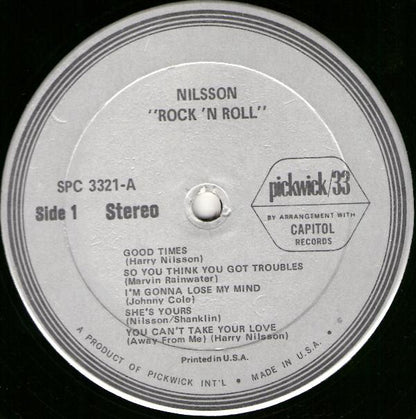 NILSSON
"ROCK 'N ROLL"
SPC 3321-A
Side 1 Stereo
pickwick/33
BY ARRANGEMENT WITH
CAPITOL
RECORDS
GOOD TIMES
(Harry Nilsson)
SO YOU THINK YOU GOT TROUBLES
(Marvin Rainwater)
I'M GONNA LOSE MY MIND
(Johnny Cole)
SHE'S YOURS
(Nilsson/Shanklin)
YOU CAN'T TAKE YOUR LOVE
(Away From Me) (Harry Nilsson)
Printed in U.S.A.
A PRODUCT OF PICKWICK INT'L • MADE IN U.S.A. • ©